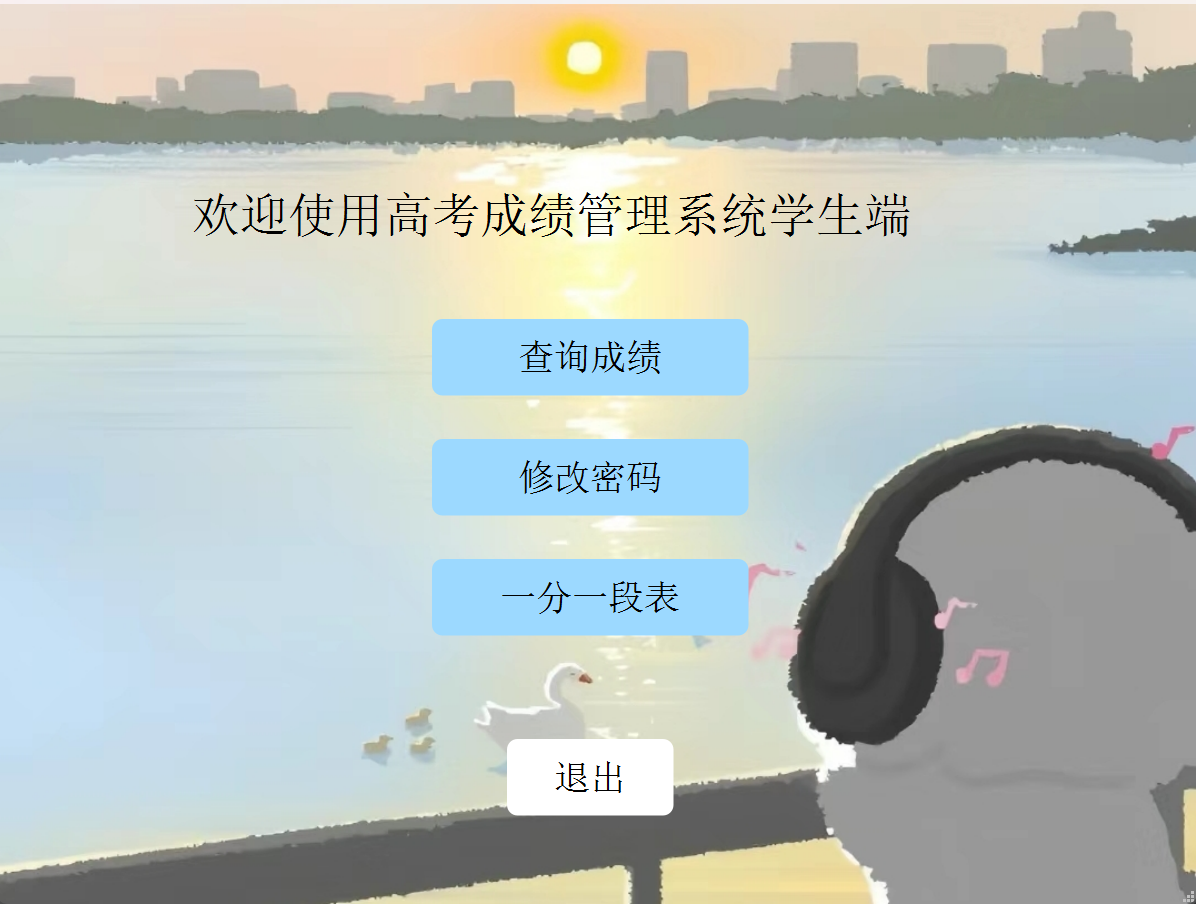 欢迎使用高考成绩管理系统学生端
查询成绩
修改密码
一分一段表
退出